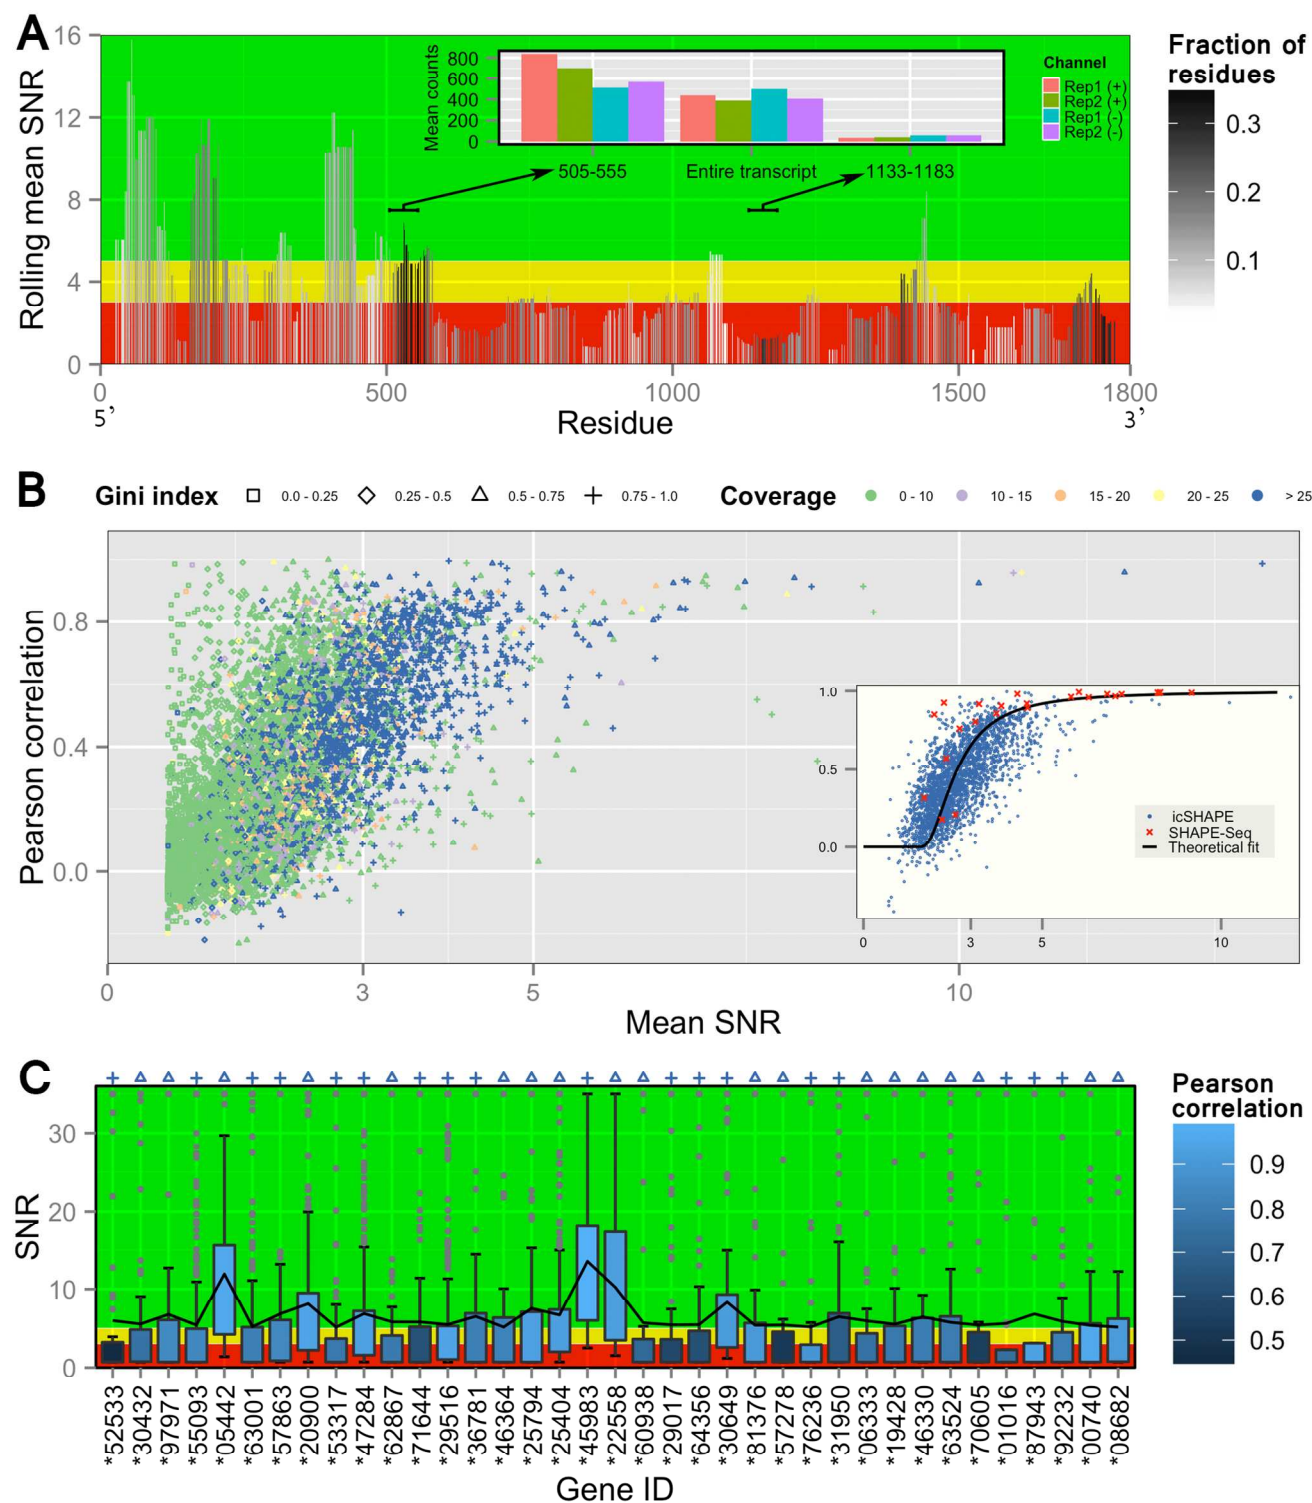 A
16
12
8
4
0
Rolling mean SNR
800
600
400
200
0
Mean counts
505-555
Entire transcript
1133-1183
Channel
Rep1 (+)
Rep2 (+)
Rep1 (-)
Rep2 (-)
Fraction of
residues
0.3
0.2
0.1
0
500
1000
1500
1800
5’
Residue
3’
B
Gini index
0.0 - 0.25
0.25 - 0.5
0.5 - 0.75
0.75 - 1.0
Coverage
0 - 10
10 - 15
15 - 20
20 - 25
> 25
Pearson correlation
0.8
0.4
0.0
1.0
0.5
0.0
icSHAPE
SHAPE-Seq
Theoretical fit
0
3
5
10
0
3
5
10
Mean SNR
C
SNR
30
20
10
0
Pearson
correlation
0.9
0.8
0.7
0.6
0.5
*52533
*30432
*97971
*55093
*05442
*63001
*57863
*20900
*53317
*47284
*62867
*71644
*29516
*36781
*46364
*25794
*25404
*45983
*22558
*60938
*29017
*64356
*30649
*81376
*57278
*76236
*31950
*06333
*19428
*46330
*63524
*70605
*01016
*87943
*92232
*00740
*08682
Gene ID